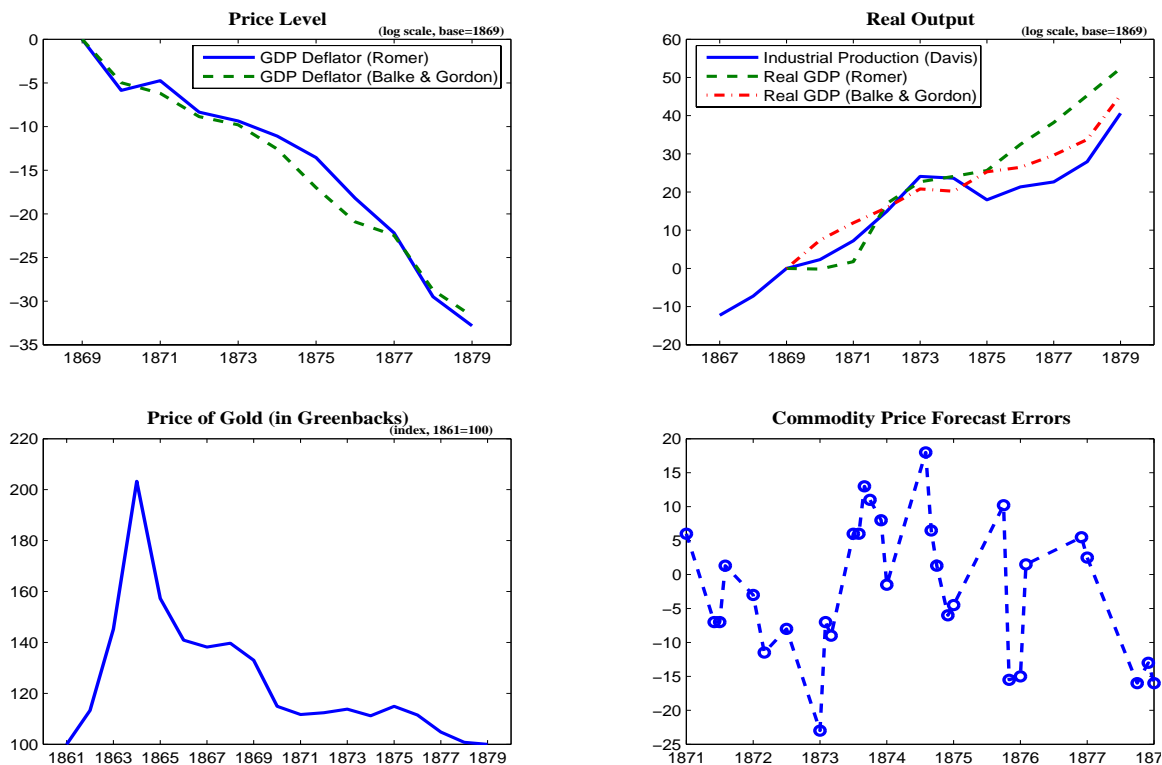 Price Level
(log scale, base=1869)
GDP Deflator (Romer)
GDP Deflator (Balke & Gordon)
0
−5
−10
−15
−20
−25
−30
−35
1869 1871 1873 1875 1877 1879
Real Output
(log scale, base=1869)
Industrial Production (Davis)
Real GDP (Romer)
Real GDP (Balke & Gordon)
60
50
40
30
20
10
0
−10
−20
1867 1869 1871 1873 1875 1877 1879
Price of Gold (in Greenbacks)
(index, 1861=100)
220
200
180
160
140
120
100
1861 1863 1865 1867 1869 1871 1873 1875 1877 1879
Commodity Price Forecast Errors
20
15
10
5
0
−5
−10
−15
−20
−25
1871 1872 1873 1874 1875 1876 1877 187